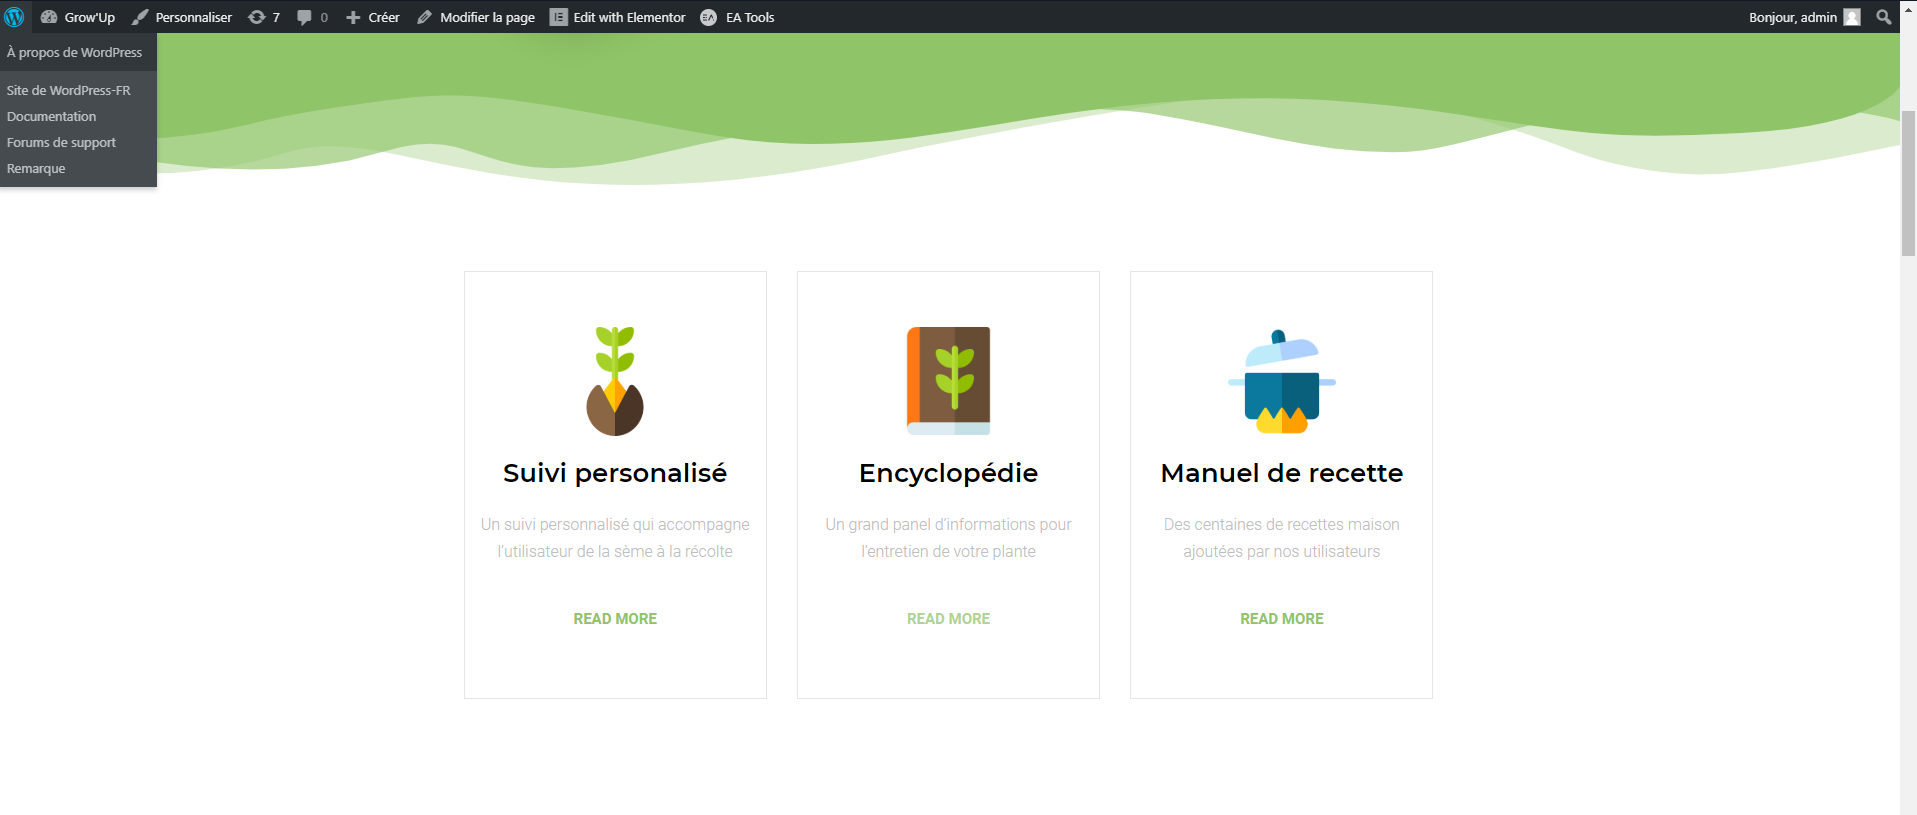 Grow'Up Personnaliser 7 0 Créer Modifier la page Edit with Elementor EA Tools Bonjour, admin
À propos de WordPress
Site de WordPress-FR
Documentation
Forums de support
Remarque
Suivi personalisé
Un suivi personnalisé qui accompagne
l’utilisateur de la sème à la récolte
READ MORE
Encyclopédie
Un grand panel d’informations pour
l’entretien de votre plante
READ MORE
Manuel de recette
Des centaines de recettes maison
ajoutées par nos utilisateurs
READ MORE